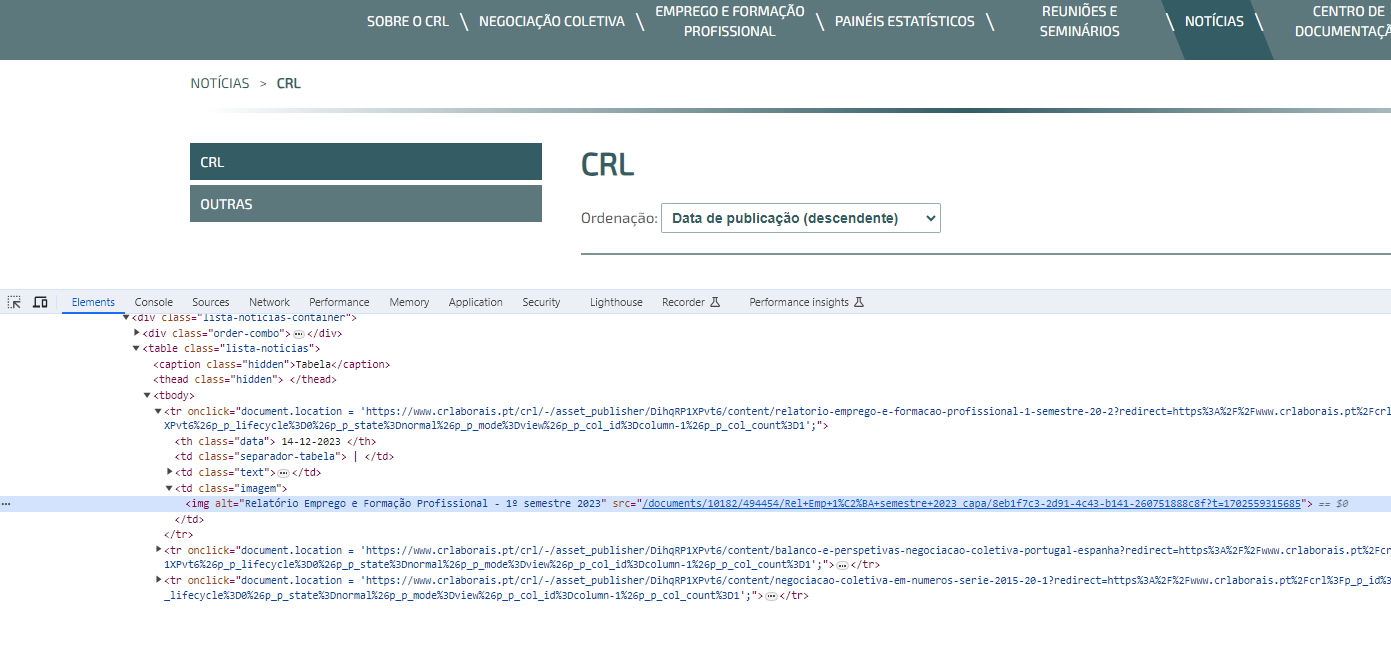 SOBRE O CRL \ NEGOCIAÇÃO COLETIVA \ EMPREGO E FORMAÇÃO PROFISSIONAL \ PAINÉIS ESTATÍSTICOS \ REUNIÕES E SEMINÁRIOS \ NOTÍCIAS \ CENTRO DE DOCUMENTAÇÃ
NOTÍCIAS > CRL
CRL
OUTRAS
CRL
Ordenação: Data de publicação (descendente)
Elements Console Sources Network Performance Memory Application Security Lighthouse Recorder Performance insights
<div class="lista-noticias-container">
<div class="order-combo">…</div>
<table class="lista-noticias">
<caption class="hidden">Tabela</caption>
<thead class="hidden"> </thead>
<tbody>
<tr onclick="document.location = 'https://www.crlaborais.pt/crl/-/asset_publisher/DihqRP1XPvt6/content/relatorio-emprego-e-formacao-profissional-1-semestre-20-2?redirect=https%3A%2F%2Fwww.crlaborais.pt%2Fcrl
XPvt6%26p_p_lifecycle%3D0%26p_p_state%3Dnormal%26p_p_mode%3Dview%26p_p_col_id%3Dcolumn-1%26p_p_col_count%3D1';">
<th class="data"> 14-12-2023 </th>
<td class="separador-tabela"> | </td>
<td class="text">…</td>
<td class="imagem">
… <img alt="Relatório Emprego e Formação Profissional - 1º semestre 2023" src="/documents/10182/494454/Rel+Emp+1%C2%BA+semestre+2023_capa/8eb1f7c3-2d91-4c43-b141-260751888c8f?t=1702559315685"> == $0
</td>
</tr>
<tr onclick="document.location = 'https://www.crlaborais.pt/crl/-/asset_publisher/DihqRP1XPvt6/content/balanco-e-perspetivas-negociacao-coletiva-portugal-espanha?redirect=https%3A%2F%2Fwww.crlaborais.pt%2Fcr
1XPvt6%26p_p_lifecycle%3D0%26p_p_state%3Dnormal%26p_p_mode%3Dview%26p_p_col_id%3Dcolumn-1%26p_p_col_count%3D1';">…</tr>
<tr onclick="document.location = 'https://www.crlaborais.pt/crl/-/asset_publisher/DihqRP1XPvt6/content/negociacao-coletiva-em-numeros-serie-2015-20-1?redirect=https%3A%2F%2Fwww.crlaborais.pt%2Fcrl%3Fp_p_id%3
_lifecycle%3D0%26p_p_state%3Dnormal%26p_p_mode%3Dview%26p_p_col_id%3Dcolumn-1%26p_p_col_count%3D1';">…</tr>